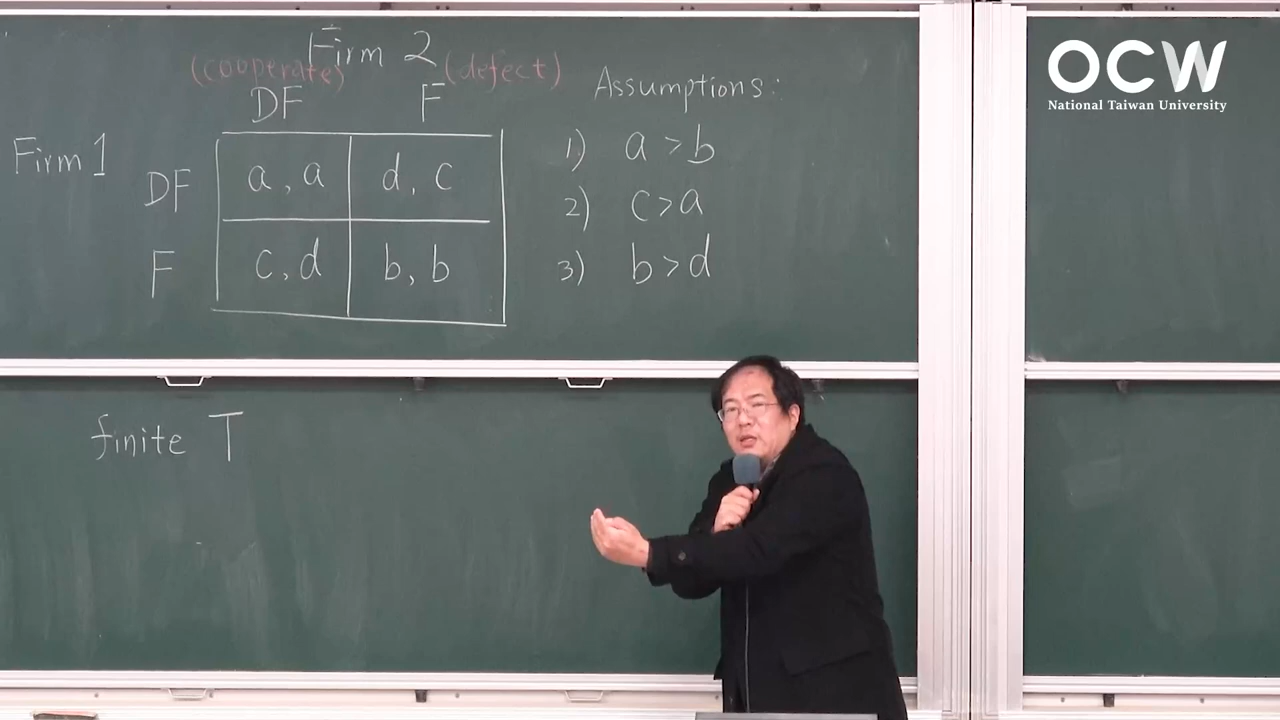 Firm 2
(cooperate) (defect)
DF F
Firm 1
DF a, a d, c
F c, d b, b
Assumptions:
1) a > b
2) c > a
3) b > d
finite T
OCW
National Taiwan University